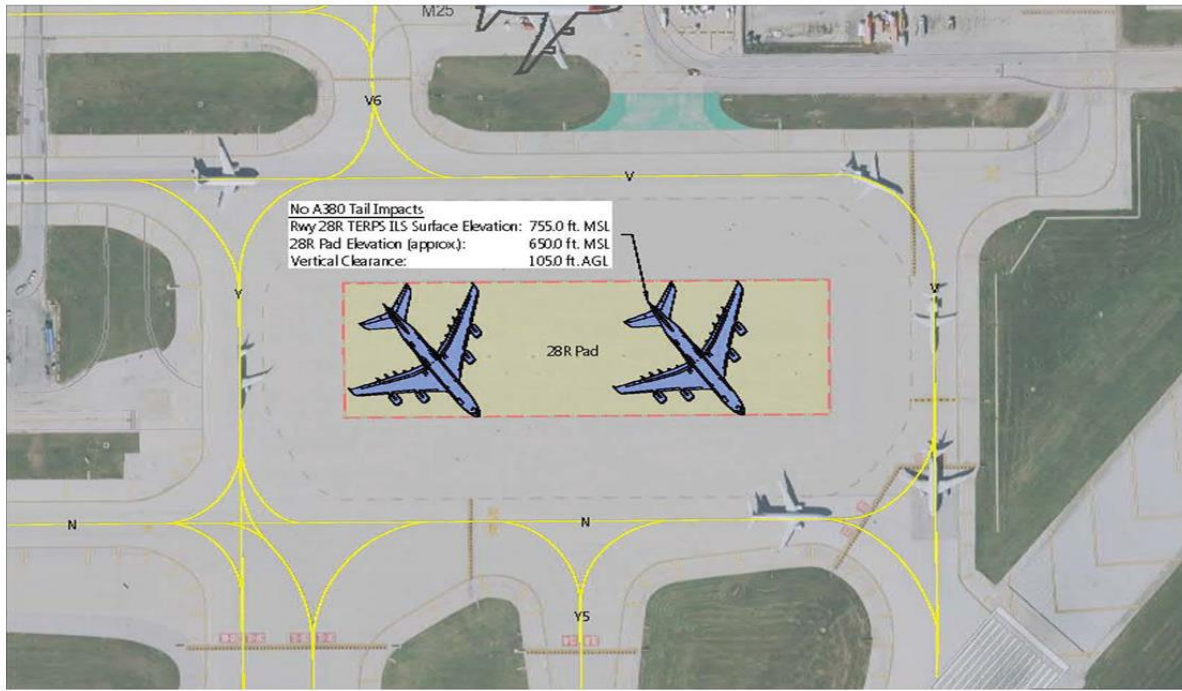 M25
V6
V
No A380 Tail Impacts
Rwy 28R TERPS ILS Surface Elevation: 755.0 ft. MSL
28R Pad Elevation (approx.): 650.0 ft. MSL
Vertical Clearance: 105.0 ft. AGL
Y
V
28R Pad
N
N
Y5